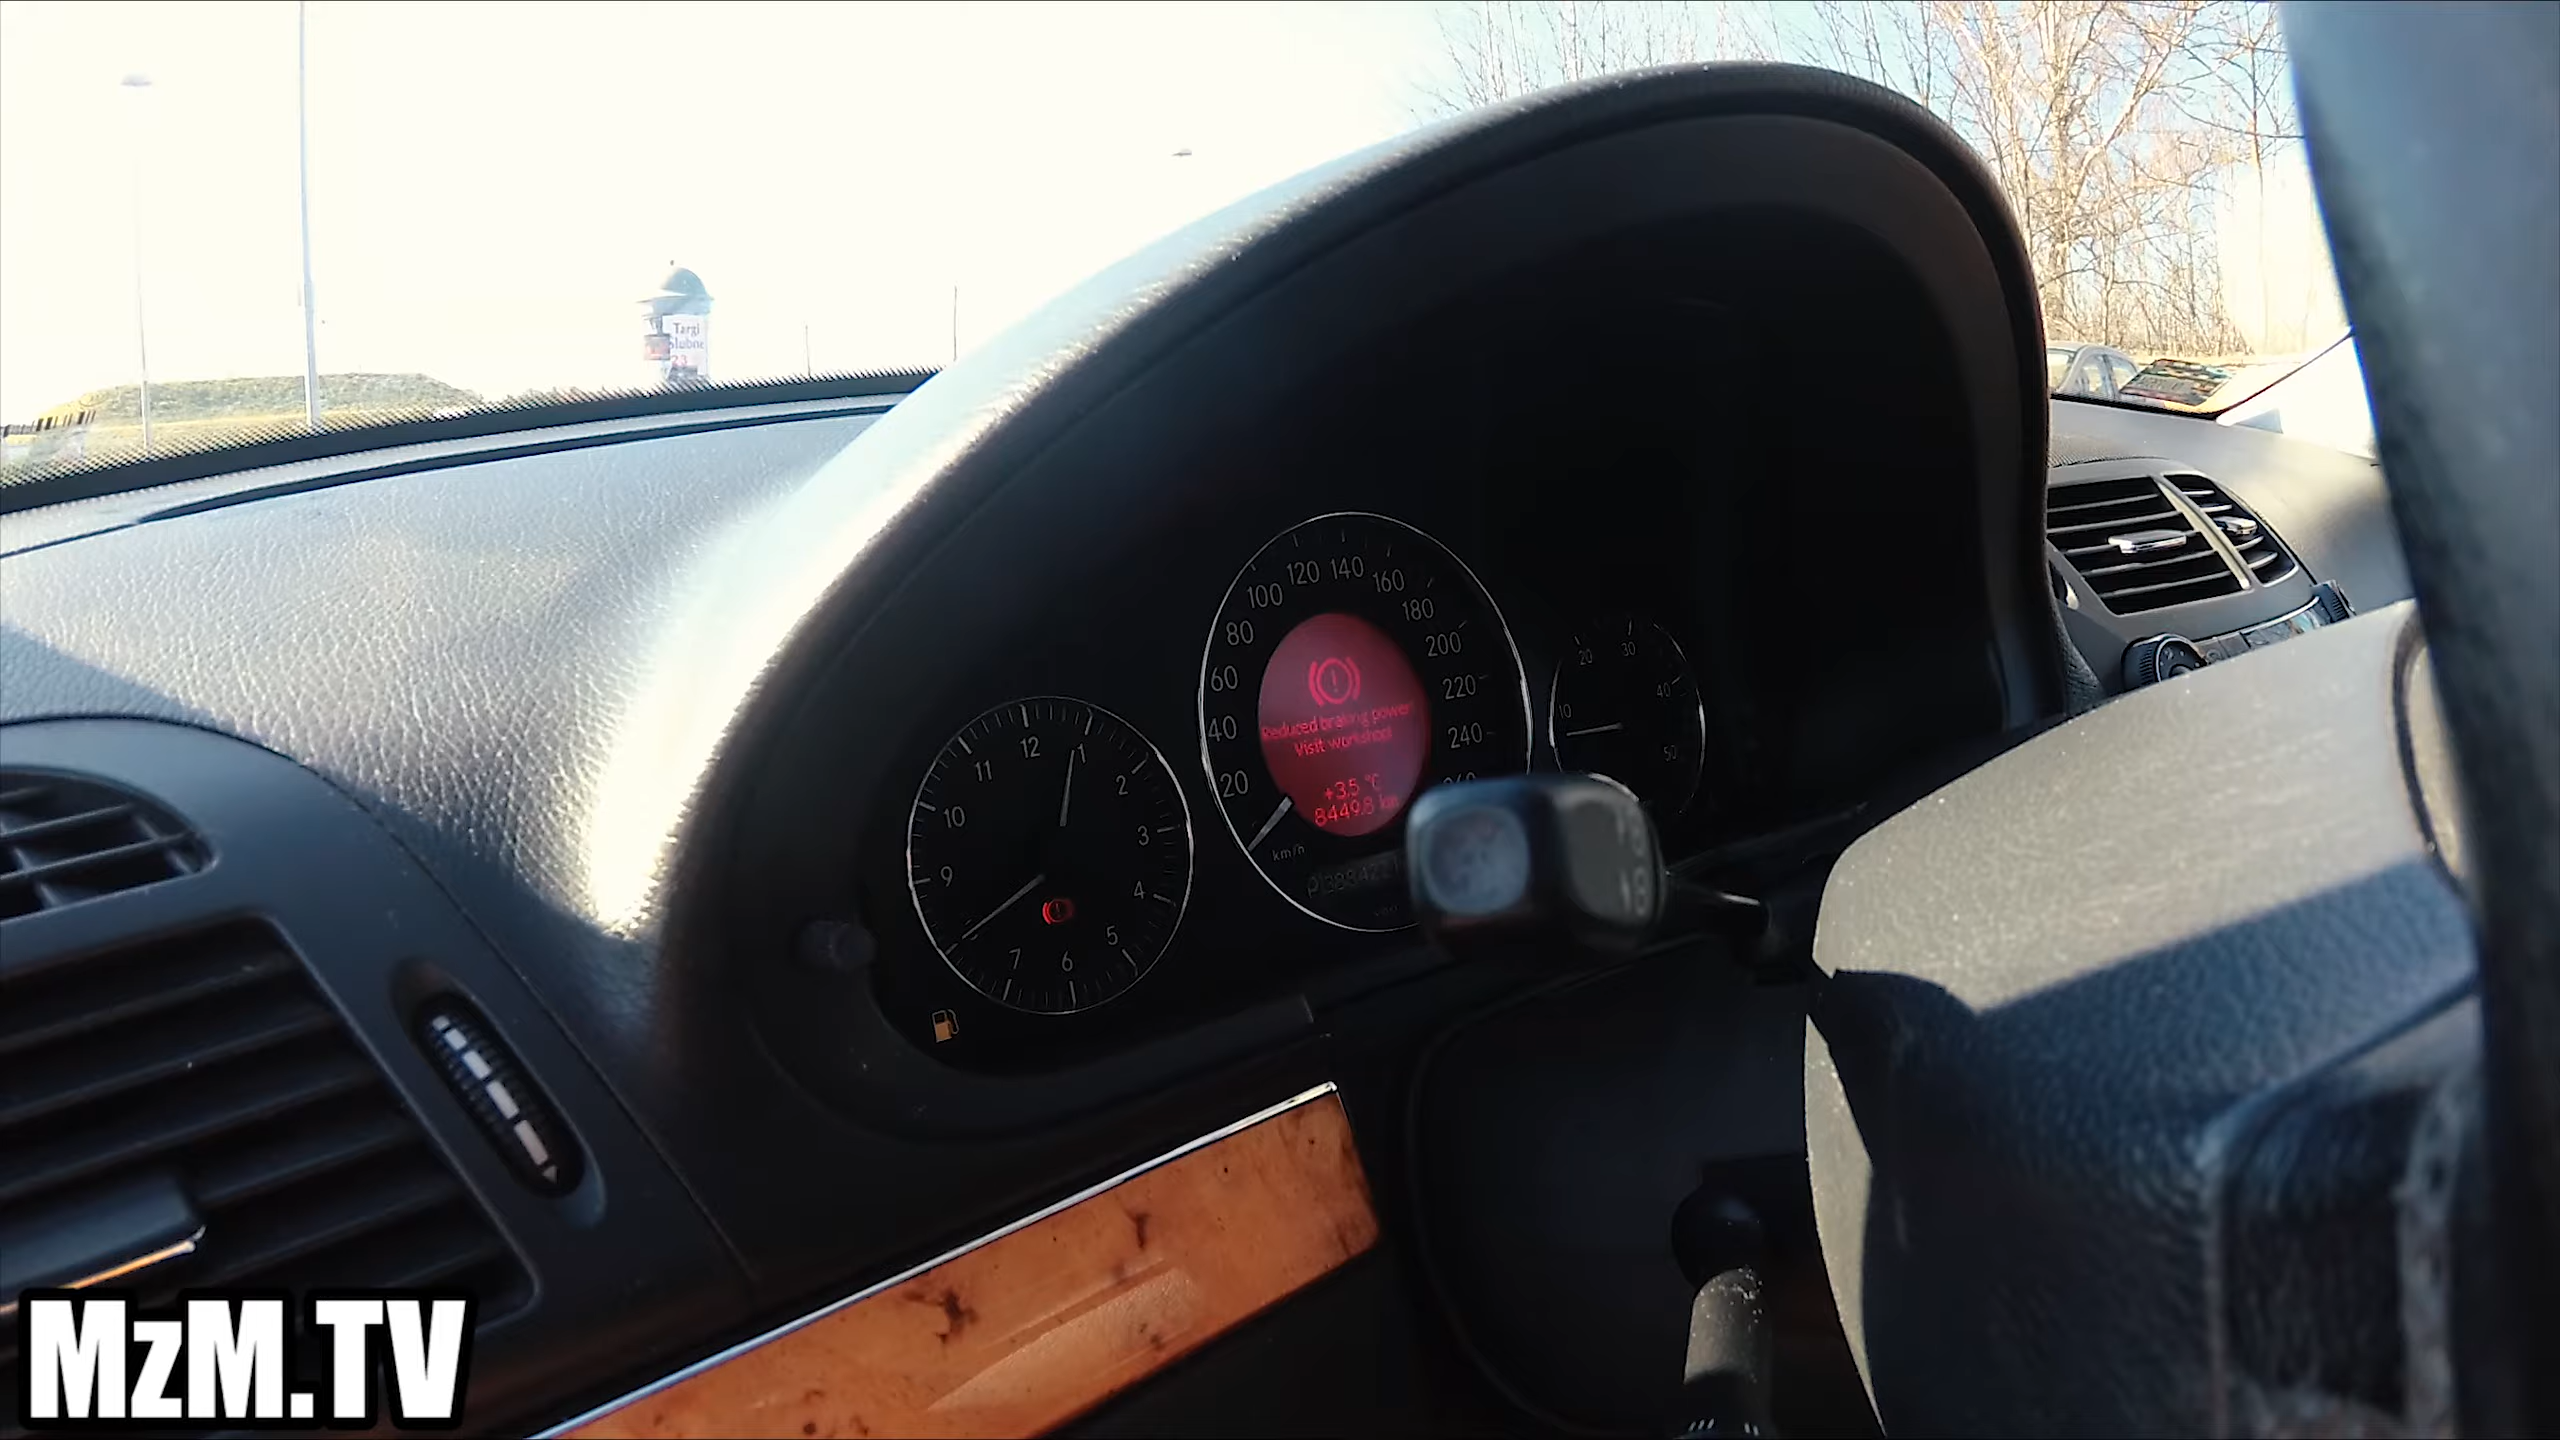 Targi
Ślubne
23
120 140
100 160
80 180
60 200
40 220
20 240
Reduced braking power!
Visit workshop!
+3.5 °C
8449.8 km
km/h
12 1
11 2
10 3
9 4
7 6 5
20 30
10 40
50
MzM.TV